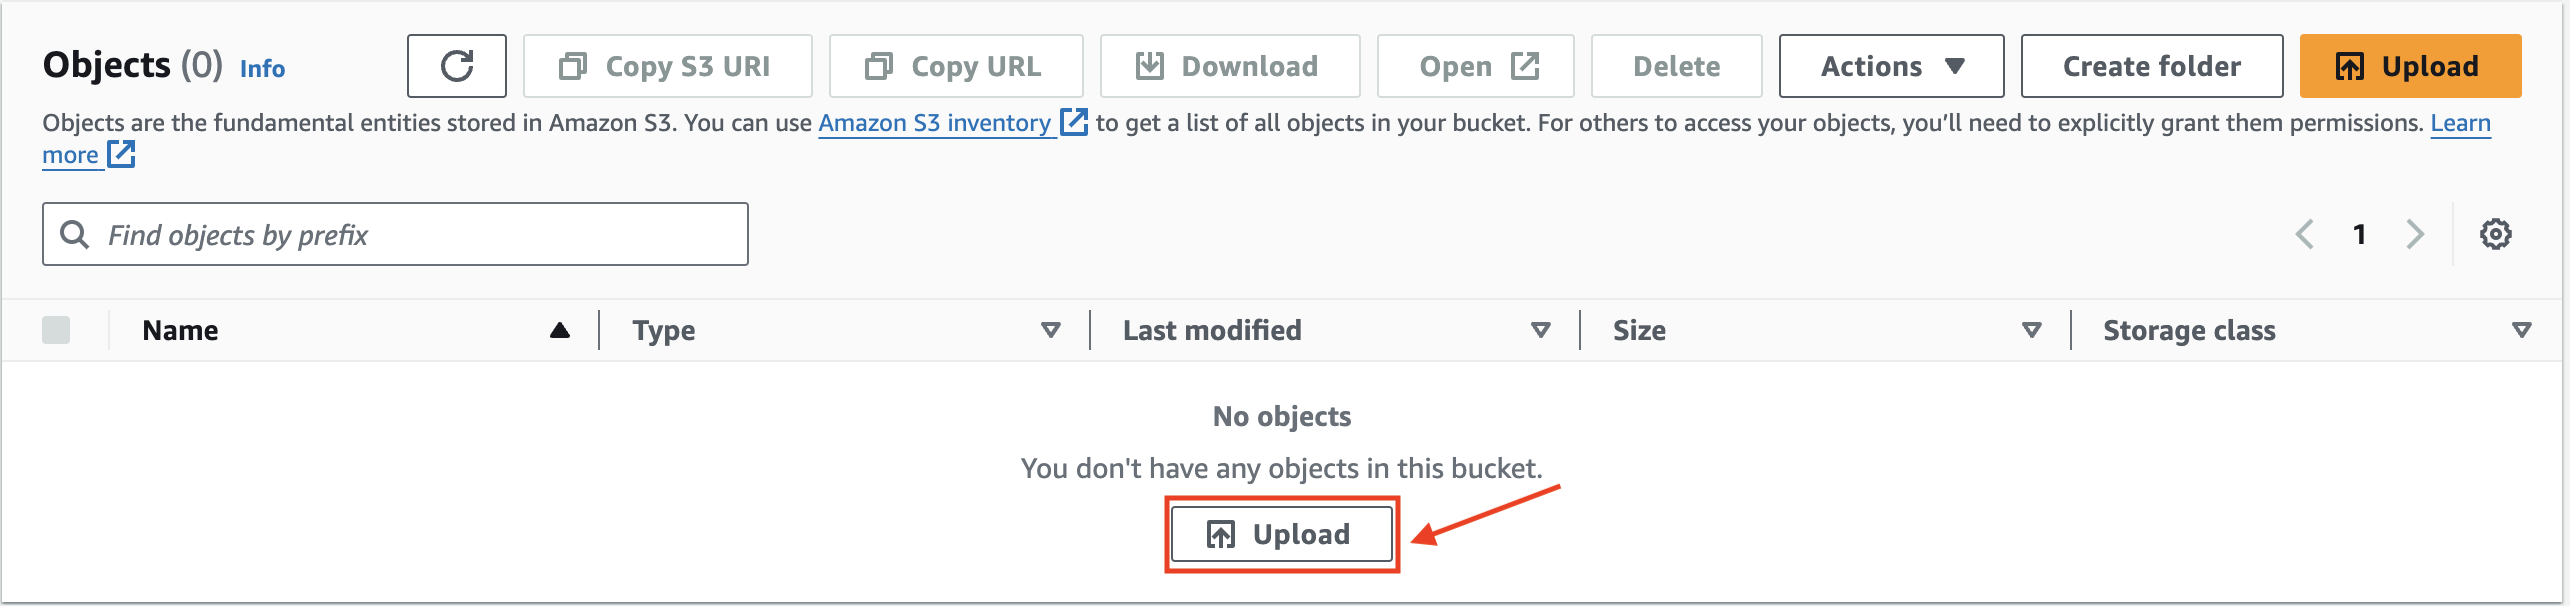 Objects (0) Info Copy S3 URI Copy URL Download Open Delete Actions Create folder Upload
Objects are the fundamental entities stored in Amazon S3. You can use Amazon S3 inventory to get a list of all objects in your bucket. For others to access your objects, you’ll need to explicitly grant them permissions. Learn
more
Find objects by prefix 1
Name Type Last modified Size Storage class
No objects
You don't have any objects in this bucket.
Upload